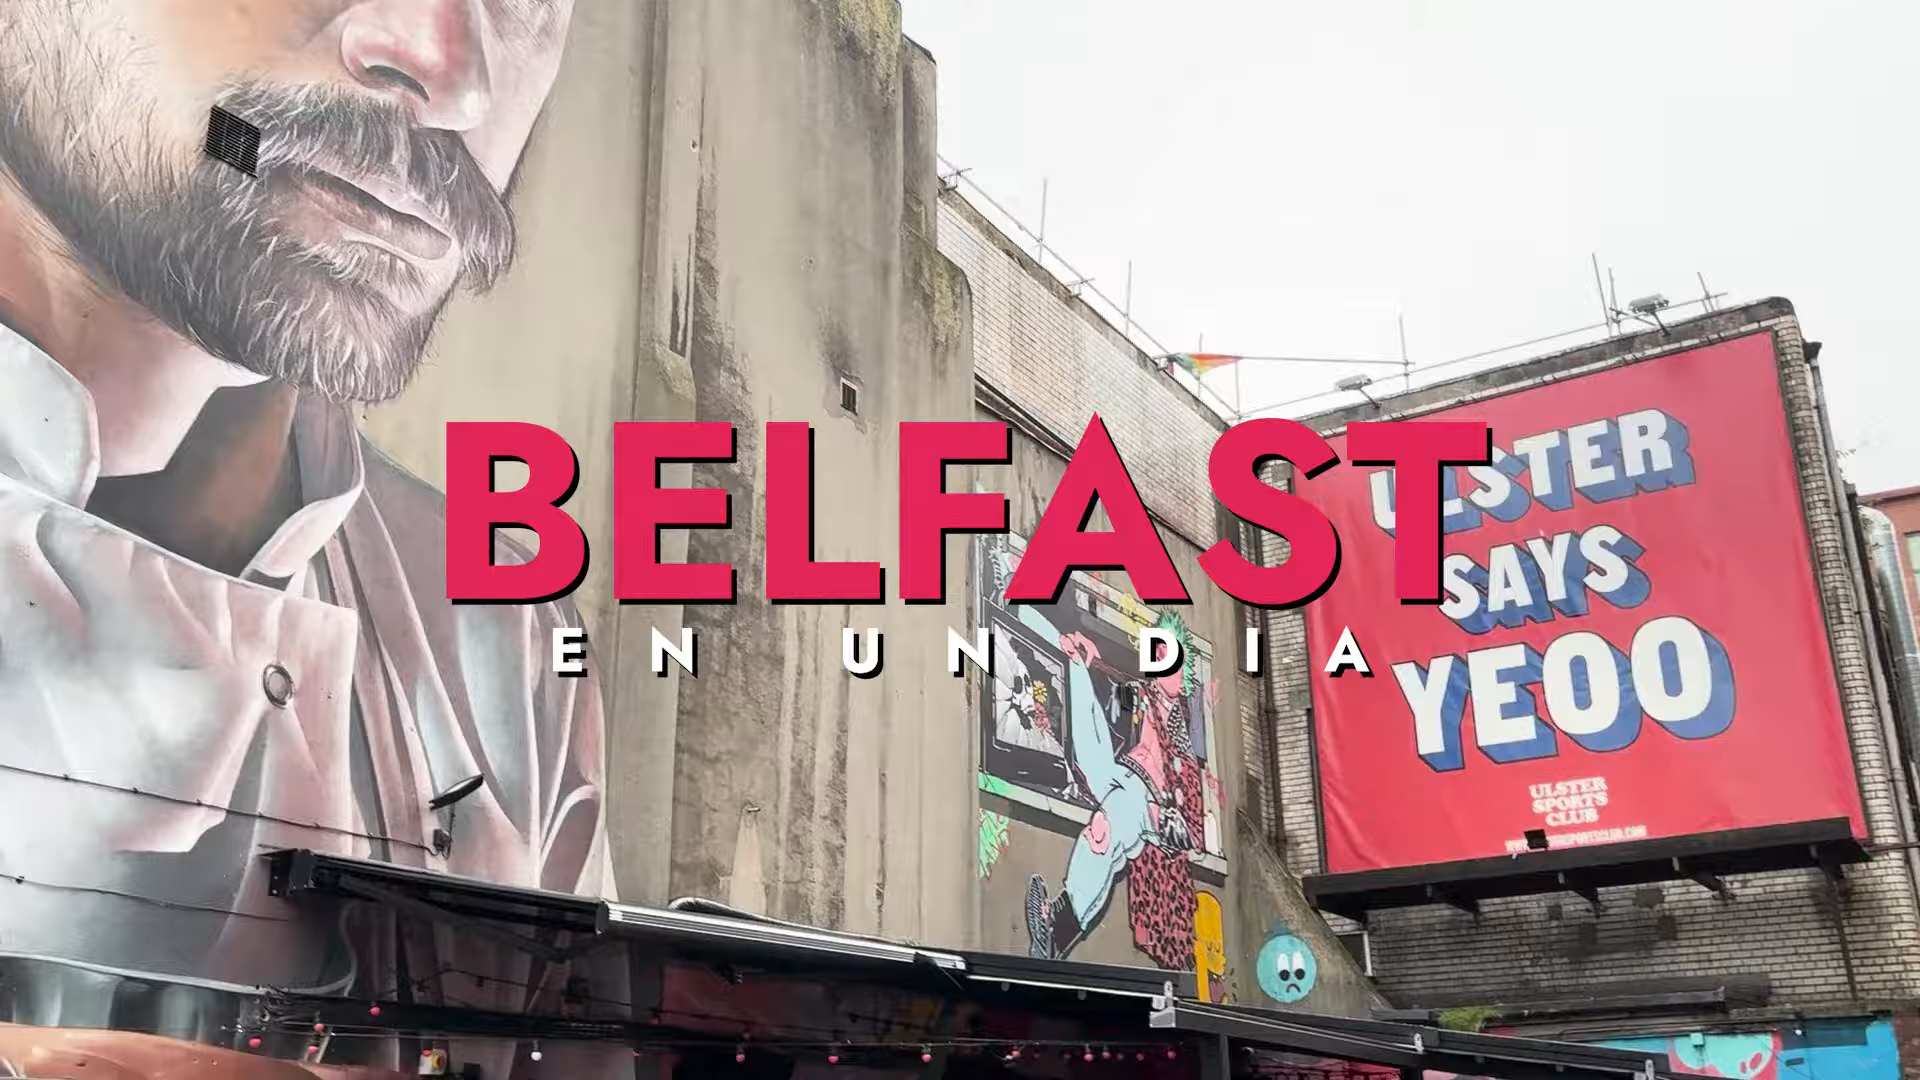 BELFAST
EN UN DIA
ULSTER
SAYS
YEOO
ULSTER
SPORTS
CLUB